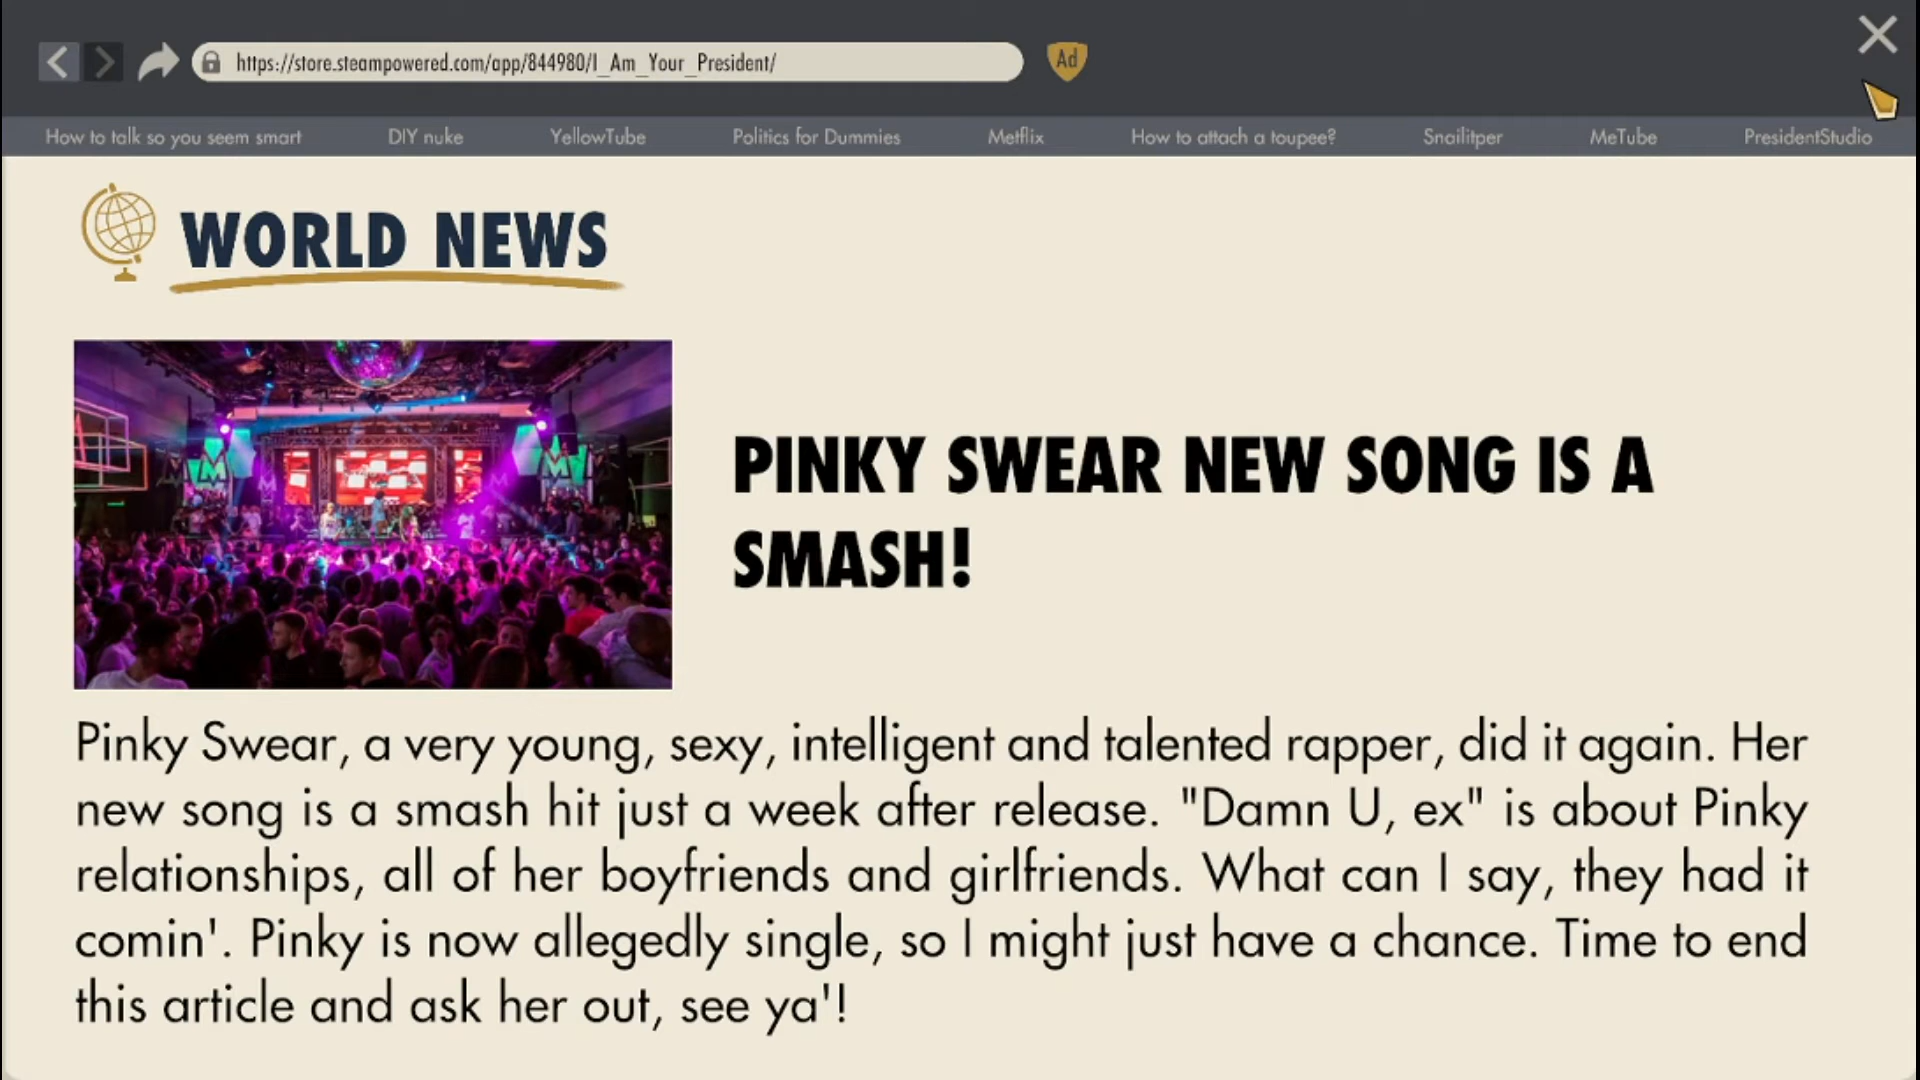 https://store.steampowered.com/app/844980/I_Am_Your_President/
Ad
How to talk so you seem smart
DIY nuke
YellowTube
Politics for Dummies
Metflix
How to attach a toupee?
Snailitper
MeTube
PresidentStudio
WORLD NEWS
PINKY SWEAR NEW SONG IS A
SMASH!
Pinky Swear, a very young, sexy, intelligent and talented rapper, did it again. Her
new song is a smash hit just a week after release. "Damn U, ex" is about Pinky
relationships, all of her boyfriends and girlfriends. What can I say, they had it
comin'. Pinky is now allegedly single, so I might just have a chance. Time to end
this article and ask her out, see ya'!